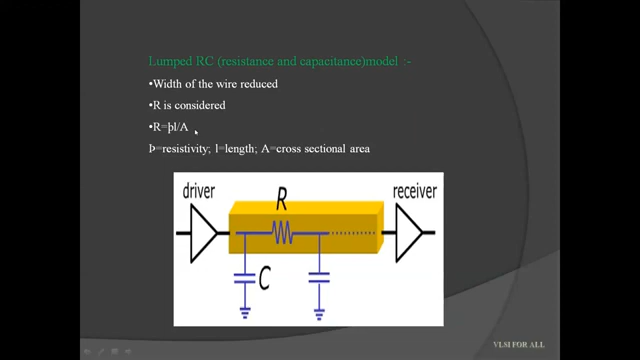 Lumped RC (resistance and capacitance)model :-
•Width of the wire reduced
•R is considered
•R=þl/A
Þ=resistivity; l=length; A=cross sectional area
driver
R
receiver
C
VLSI FOR ALL